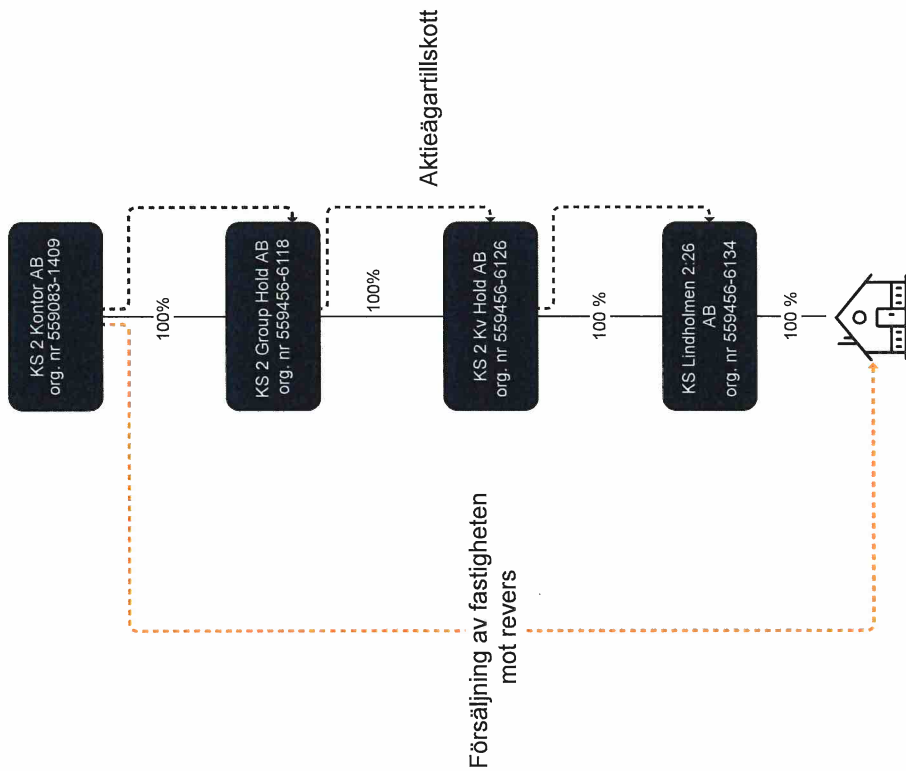 KS 2 Kontor AB
org. nr 559083-1409
100%
KS 2 Group Hold AB
org. nr 559456-6118
100%
KS 2 Kv Hold AB
org. nr 559456-6126
100 %
KS Lindholmen 2:26
AB
org. nr 559456-6134
100 %
Aktieägartillskott
Försäljning av fastigheten
mot revers